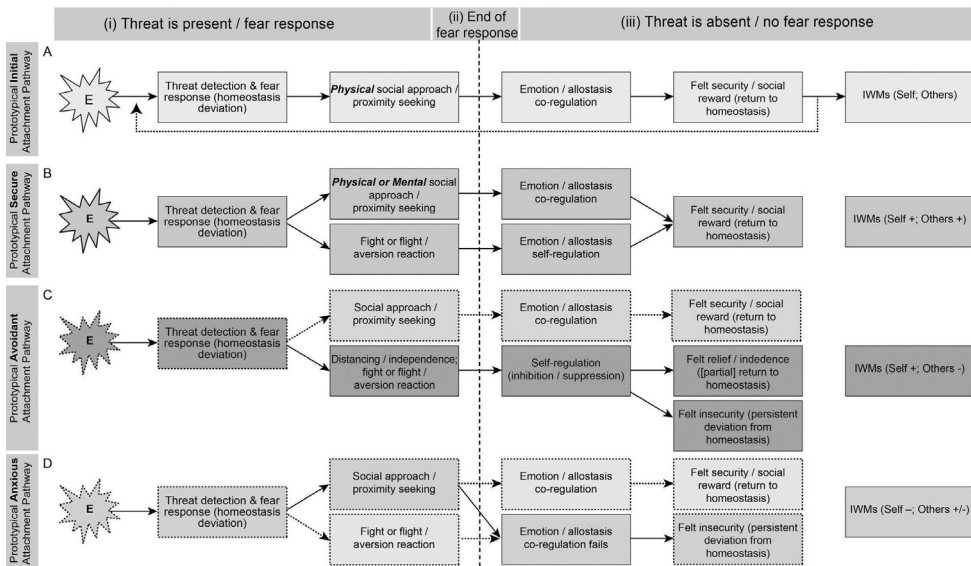 (i) Threat is present / fear response
(ii) End of
fear response
(iii) Threat is absent / no fear response
A
Prototypical Initial
Attachment Pathway
E
Threat detection & fear
response (homeostasis
deviation)
Physical social approach /
proximity seeking
Emotion / allostasis
co-regulation
Felt security / social
reward (return to
homeostasis)
IWMs (Self; Others)
B
Prototypical Secure
Attachment Pathway
E
Threat detection & fear
response (homeostasis
deviation)
Physical or Mental social
approach /
proximity seeking
Fight or flight /
aversion reaction
Emotion / allostasis
co-regulation
Emotion / allostasis
self-regulation
Felt security / social
reward (return to
homeostasis)
IWMs (Self +; Others +)
C
Prototypical Avoidant
Attachment Pathway
E
Threat detection & fear
response (homeostasis
deviation)
Social approach /
proximity seeking
Distancing / independence;
fight or flight /
aversion reaction
Emotion / allostasis
co-regulation
Self-regulation
(inhibition / suppression)
Felt security / social
reward (return to
homeostasis)
Felt relief / indedence
([partial] return to
homeostasis)
Felt insecurity (persistent
deviation from
homeostasis)
IWMs (Self +; Others -)
D
Prototypical Anxious
Attachment Pathway
E
Threat detection & fear
response (homeostasis
deviation)
Social approach /
proximity seeking
Fight or flight /
aversion reaction
Emotion / allostasis
co-regulation
Emotion / allostasis
co-regulation fails
Felt security / social
reward (return to
homeostasis)
Felt insecurity (persistent
deviation from
homeostasis)
IWMs (Self –; Others +/-)